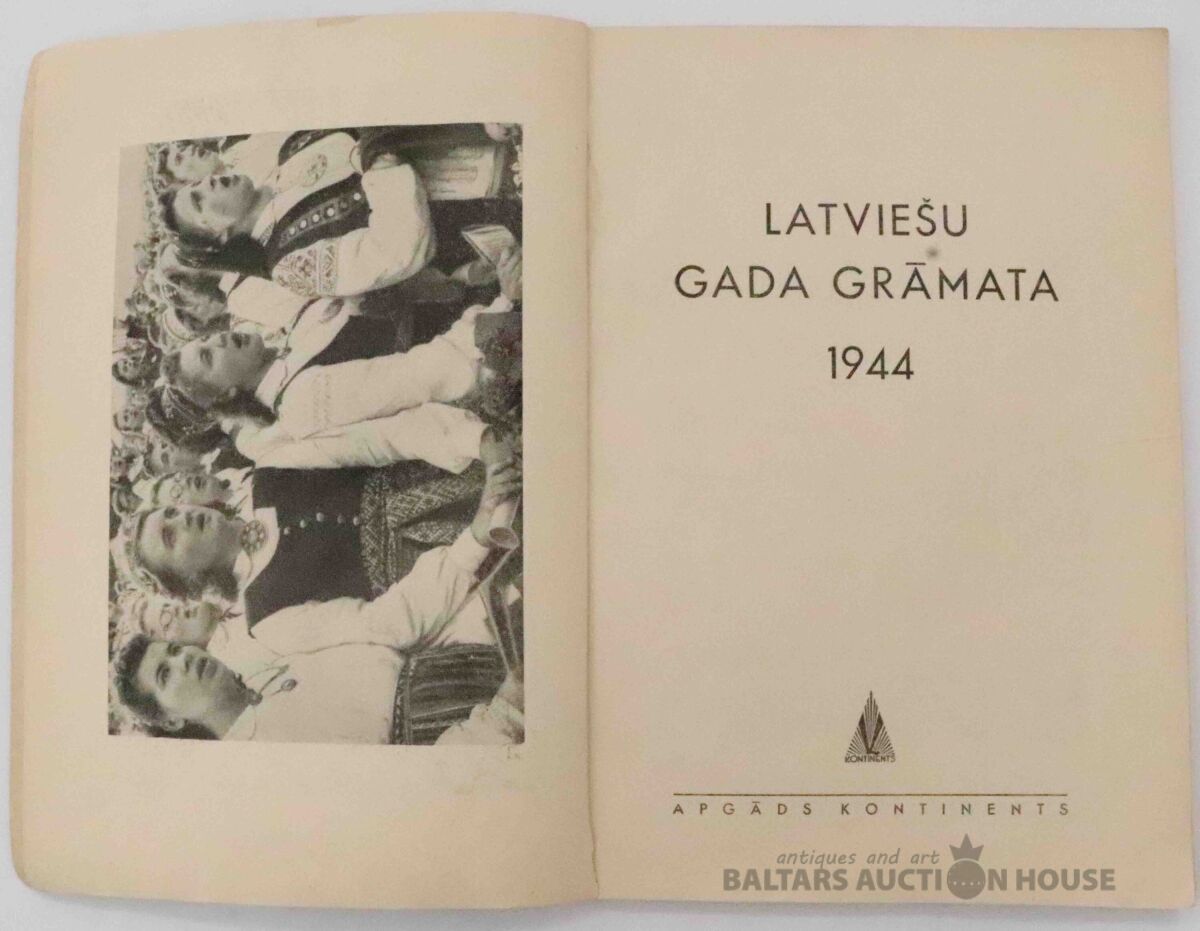 LATVIEŠU
GADA GRĀMATA
1944
KONTINENTS
APGĀDS KONTINENTS
antiques and art
BALTARS AUCTION HOUSE